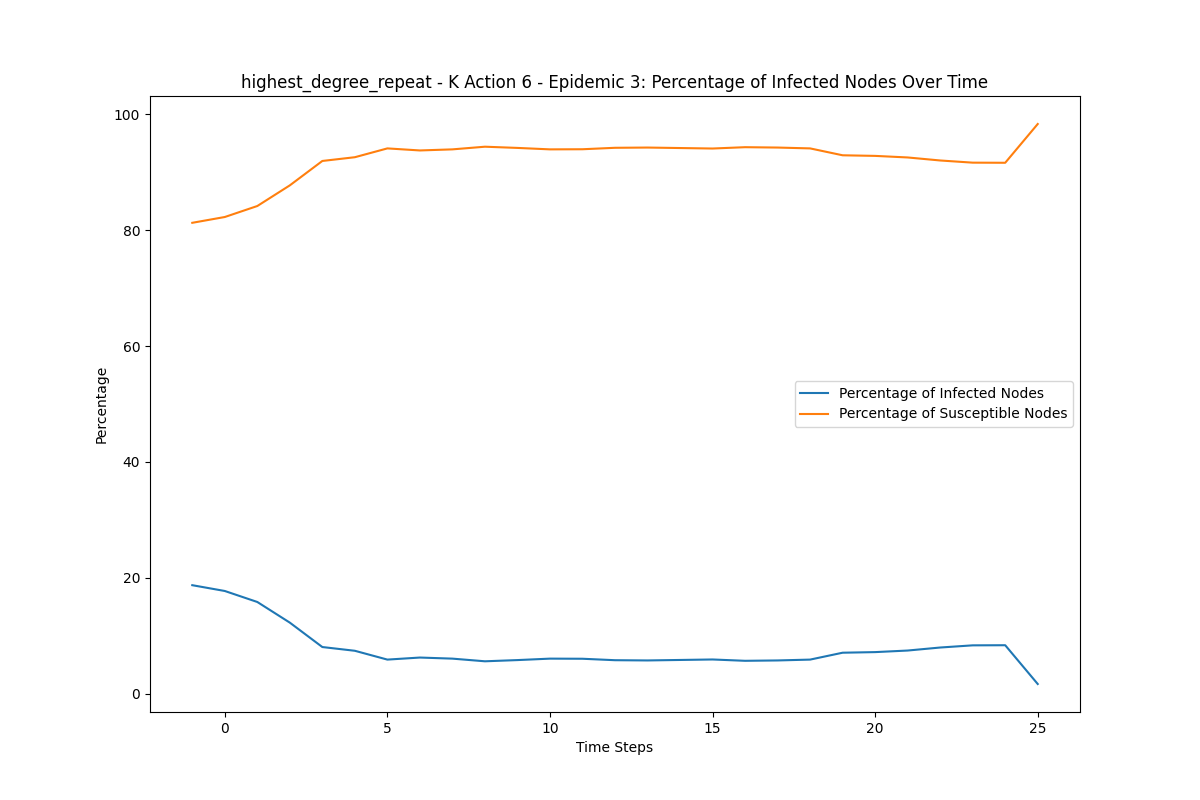 highest_degree_repeat - K Action 6 - Epidemic 3: Percentage of Infected Nodes Over Time
100
80
60
40
20
0
Percentage
Percentage of Infected Nodes
Percentage of Susceptible Nodes
0 5 10 15 20 25
Time Steps